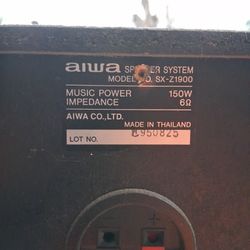 aiwa SPEAKER SYSTEM
MODEL NO. SX-Z1900
MUSIC POWER 150W
IMPEDANCE 6Ω
AIWA CO.,LTD.
MADE IN THAILAND
LOT NO. 950825